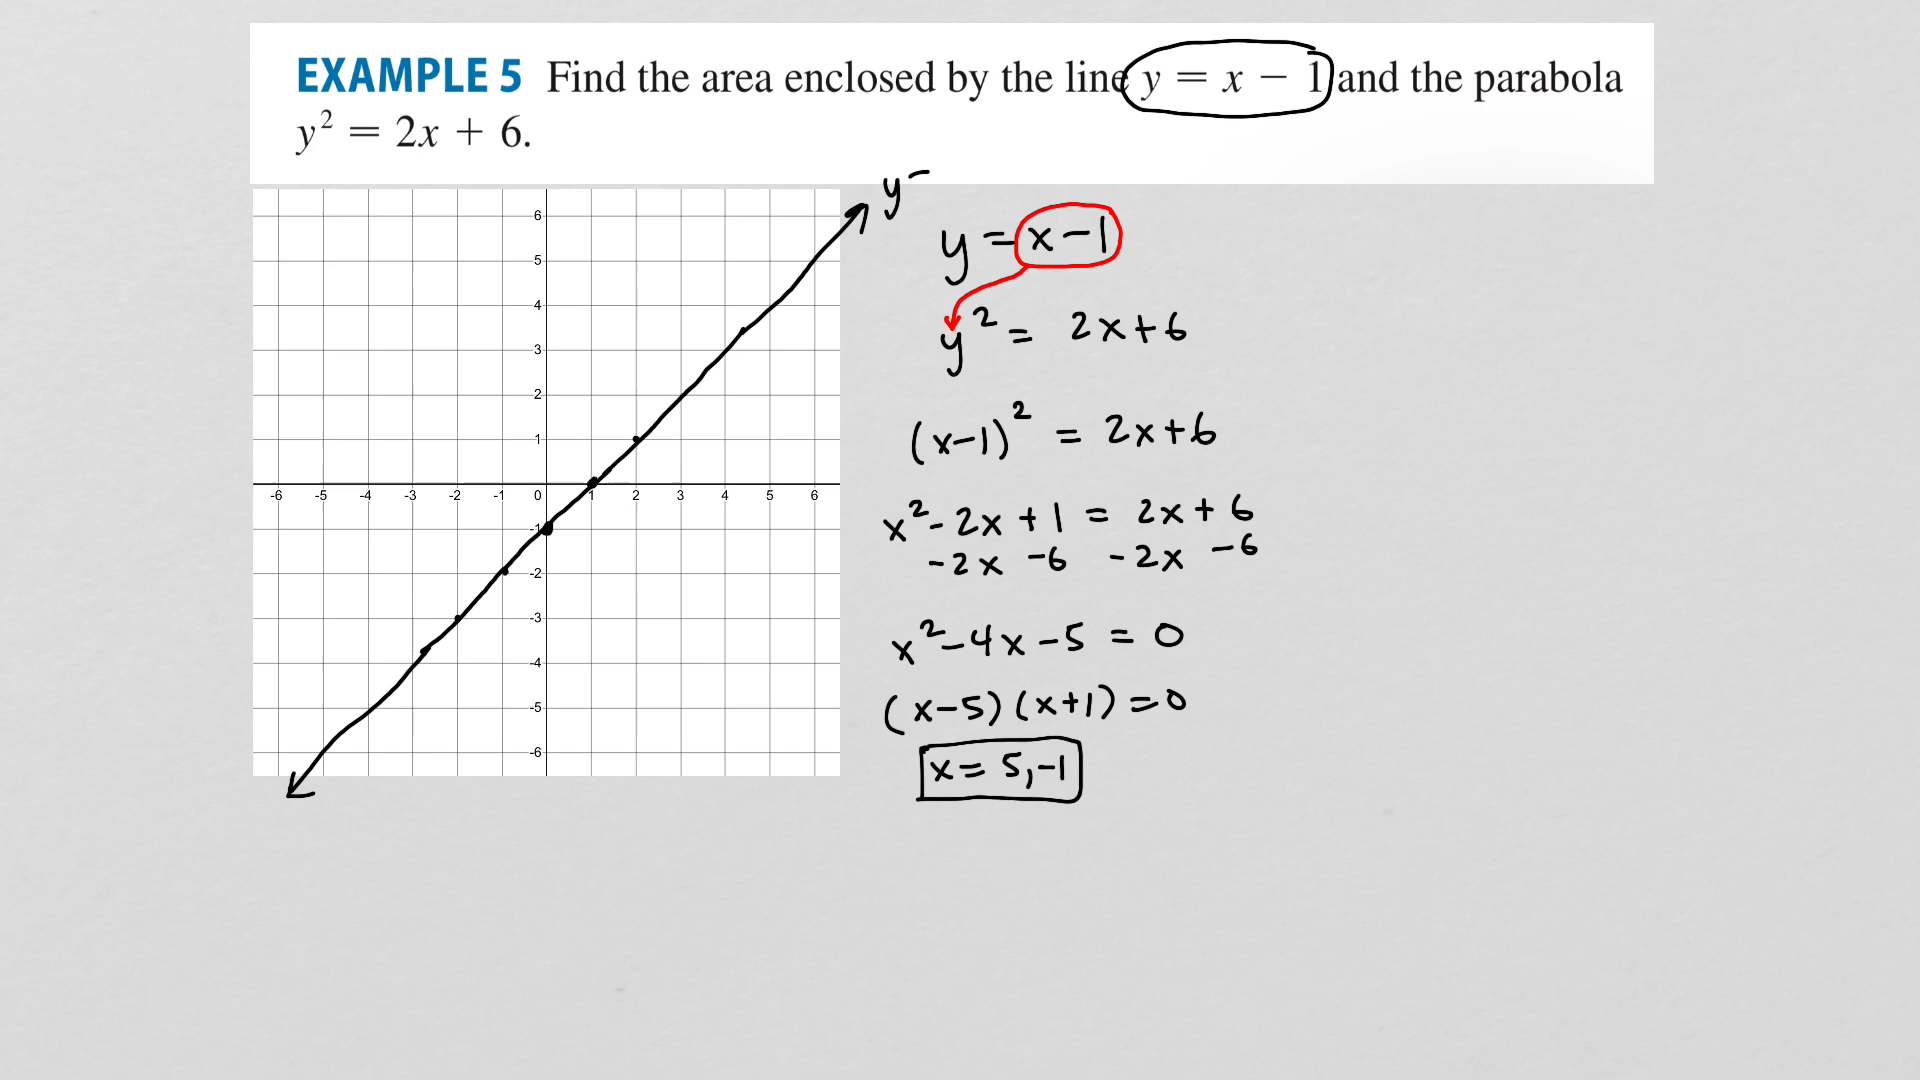 EXAMPLE 5 Find the area enclosed by the line y = x − 1 and the parabola
y² = 2x + 6.
y-
6
5
4
3
2
1
-6 -5 -4 -3 -2 -1 0 1 2 3 4 5 6
-1
-2
-3
-4
-5
-6
y = x-1
y² = 2x+6
(x-1)² = 2x+6
x² - 2x + 1 = 2x + 6
-2x -6 -2x -6
x² - 4x - 5 = 0
(x-5)(x+1) = 0
x = 5, -1